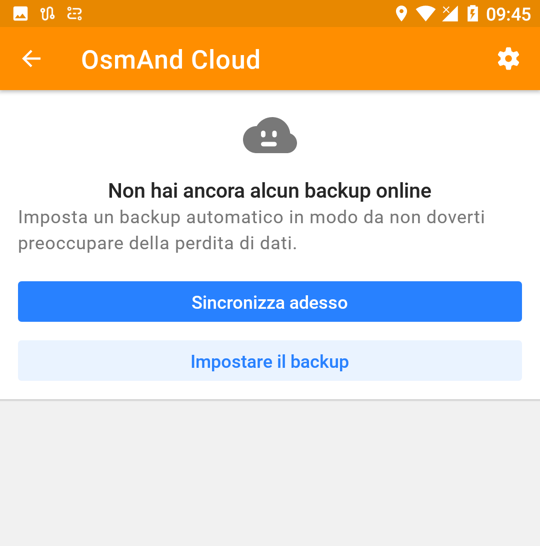 09:45
OsmAnd Cloud
Non hai ancora alcun backup online
Imposta un backup automatico in modo da non doverti
preoccupare della perdita di dati.
Sincronizza adesso
Impostare il backup